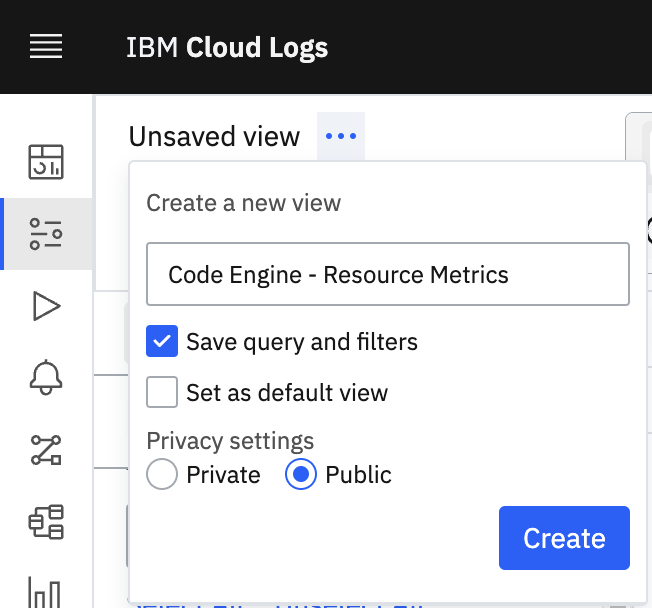 IBM Cloud Logs
Unsaved view
Create a new view
Code Engine - Resource Metrics
Save query and filters
Set as default view
Privacy settings
Private Public
Create